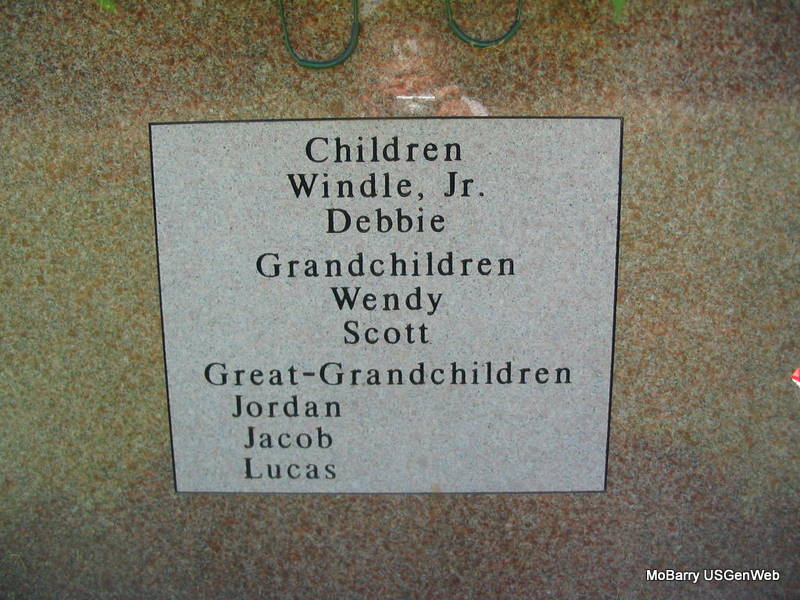 Children
Windle, Jr.
Debbie
Grandchildren
Wendy
Scott
Great-Grandchildren
Jordan
Jacob
Lucas
MoBarry USGenWeb